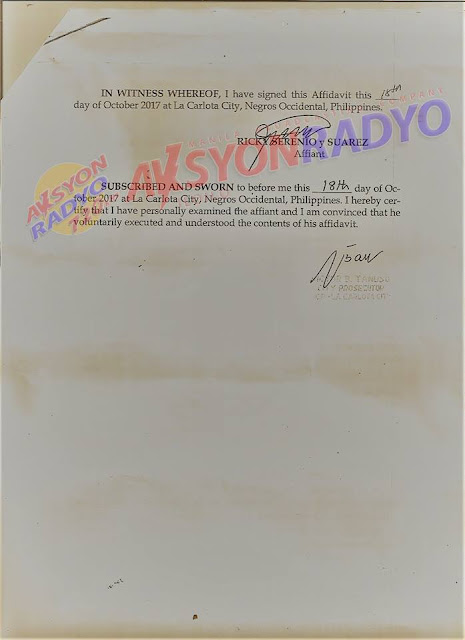 IN WITNESS WHEREOF, I have signed this Affidavit this 18th
day of October 2017 at La Carlota City, Negros Occidental, Philippines.
RICKY SERENIO y SUAREZ
Affiant
AKSYON RADYO
AKSYON
RADYO
SUBSCRIBED AND SWORN to before me this 18th day of Oc-
tober 2017 at La Carlota City, Negros Occidental, Philippines. I hereby cer-
tify that I have personally examined the affiant and I am convinced that he
voluntarily executed and understood the contents of his affidavit.
CITY PROSECUTOR